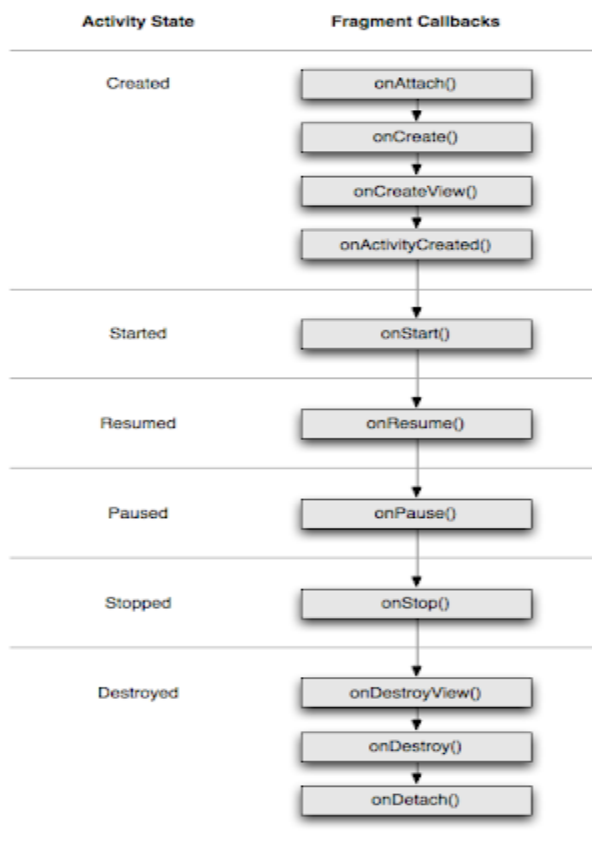 Activity State Fragment Callbacks
Created onAttach()
onCreate()
onCreateView()
onActivityCreated()
Started onStart()
Resumed onResume()
Paused onPause()
Stopped onStop()
Destroyed onDestroyView()
onDestroy()
onDetach()